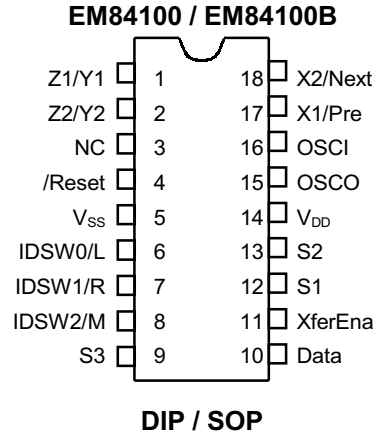 EM84100 / EM84100B
Z1/Y1 1 18 X2/Next
Z2/Y2 2 17 X1/Pre
NC 3 16 OSCI
/Reset 4 15 OSCO
VSS 5 14 VDD
IDSW0/L 6 13 S2
IDSW1/R 7 12 S1
IDSW2/M 8 11 XferEna
S3 9 10 Data
DIP / SOP